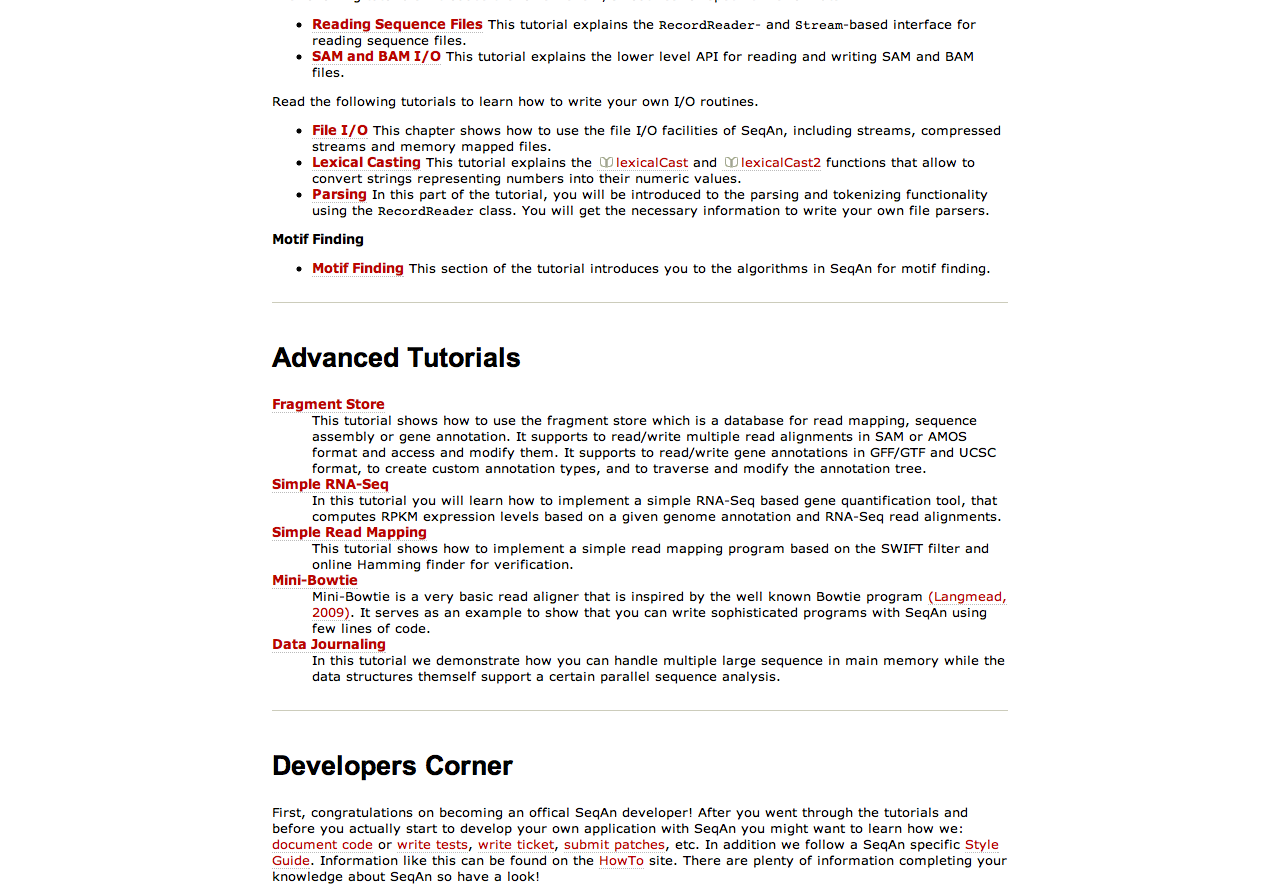 Reading Sequence Files This tutorial explains the RecordReader- and Stream-based interface for
reading sequence files.
SAM and BAM I/O This tutorial explains the lower level API for reading and writing SAM and BAM
files.
Read the following tutorials to learn how to write your own I/O routines.
File I/O This chapter shows how to use the file I/O facilities of SeqAn, including streams, compressed
streams and memory mapped files.
Lexical Casting This tutorial explains the lexicalCast and lexicalCast2 functions that allow to
convert strings representing numbers into their numeric values.
Parsing In this part of the tutorial, you will be introduced to the parsing and tokenizing functionality
using the RecordReader class. You will get the necessary information to write your own file parsers.
Motif Finding
Motif Finding This section of the tutorial introduces you to the algorithms in SeqAn for motif finding.
Advanced Tutorials
Fragment Store
This tutorial shows how to use the fragment store which is a database for read mapping, sequence
assembly or gene annotation. It supports to read/write multiple read alignments in SAM or AMOS
format and access and modify them. It supports to read/write gene annotations in GFF/GTF and UCSC
format, to create custom annotation types, and to traverse and modify the annotation tree.
Simple RNA-Seq
In this tutorial you will learn how to implement a simple RNA-Seq based gene quantification tool, that
computes RPKM expression levels based on a given genome annotation and RNA-Seq read alignments.
Simple Read Mapping
This tutorial shows how to implement a simple read mapping program based on the SWIFT filter and
online Hamming finder for verification.
Mini-Bowtie
Mini-Bowtie is a very basic read aligner that is inspired by the well known Bowtie program (Langmead,
2009). It serves as an example to show that you can write sophisticated programs with SeqAn using
few lines of code.
Data Journaling
In this tutorial we demonstrate how you can handle multiple large sequence in main memory while the
data structures themself support a certain parallel sequence analysis.
Developers Corner
First, congratulations on becoming an offical SeqAn developer! After you went through the tutorials and
before you actually start to develop your own application with SeqAn you might want to learn how we:
document code or write tests, write ticket, submit patches, etc. In addition we follow a SeqAn specific Style
Guide. Information like this can be found on the HowTo site. There are plenty of information completing your
knowledge about SeqAn so have a look!